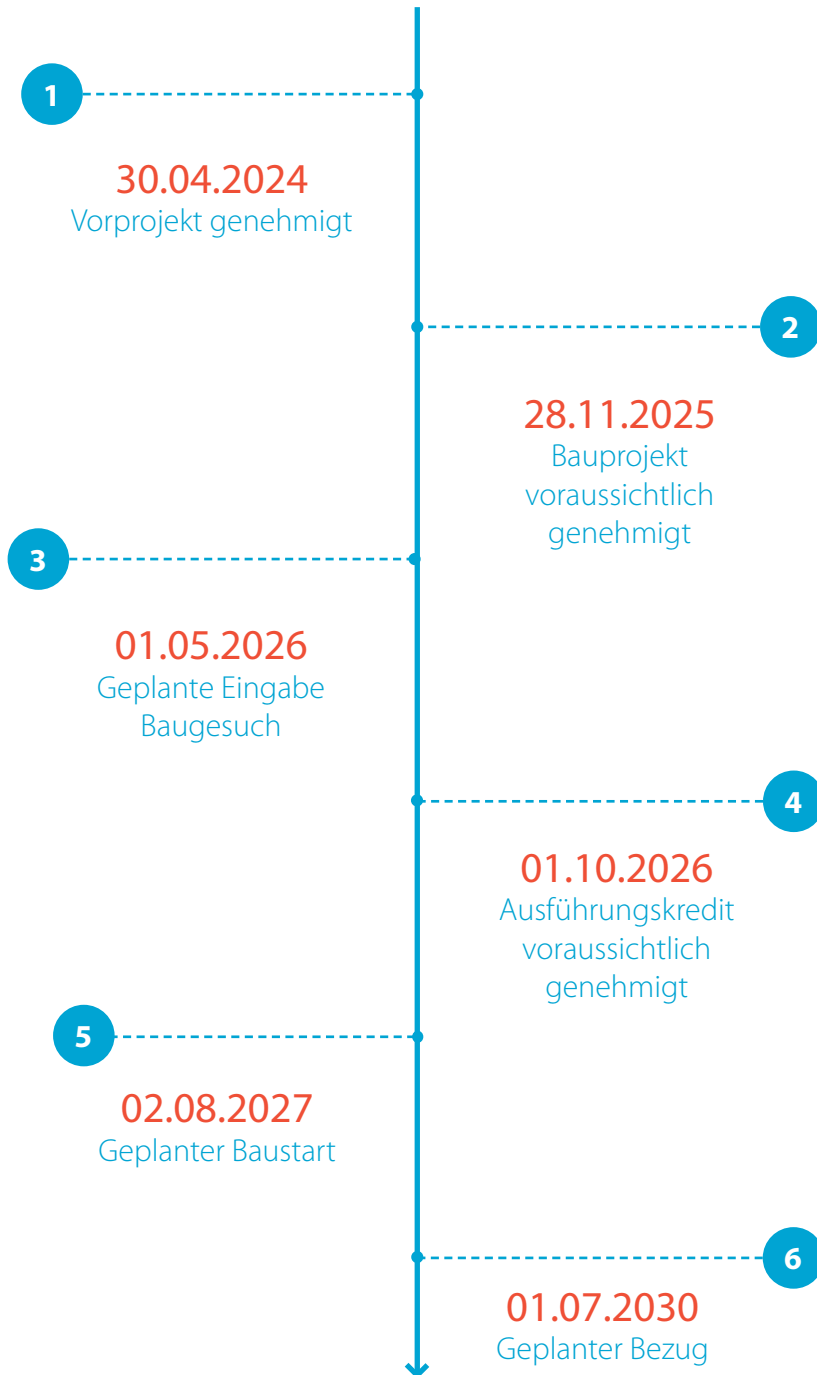 1
30.04.2024
Vorprojekt genehmigt
2
28.11.2025
Bauprojekt
voraussichtlich
genehmigt
3
01.05.2026
Geplante Eingabe
Baugesuch
4
01.10.2026
Ausführungskredit
voraussichtlich
genehmigt
5
02.08.2027
Geplanter Baustart
6
01.07.2030
Geplanter Bezug